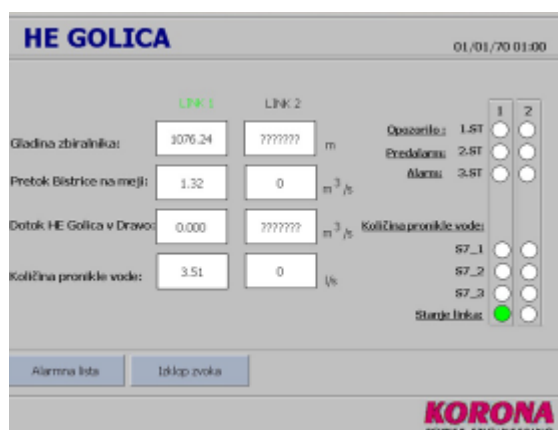 HE GOLICA
01/01/70 01:00
LINK 1 LINK 2
1 2
Gladina zbiralnika: 1076.24 ??????? m
Opozorilo : 1.ST
Predalarm: 2.ST
Alarm: 3.ST
Pretok Bistrice na meji: 1.32 0 m³/s
Dotok HE Golica v Dravo: 0.000 ??????? m³/s
Količina pronikle vode:
S7_1
S7_2
S7_3
Količina pronikle vode: 3.51 0 l/s
Stanje linka:
Alarmna lista Izklop zvoka
KORONA